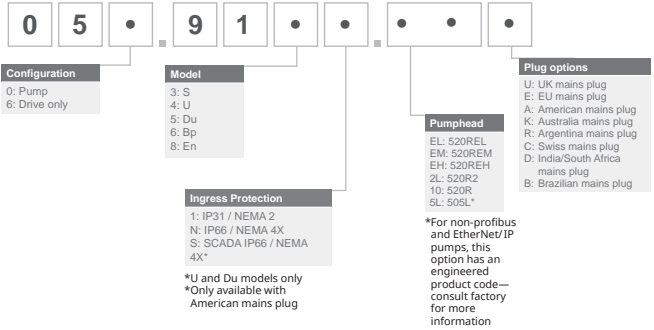 0 5 • . 9 1 • • . • • •
Configuration
0: Pump
6: Drive only
Model
3: S
4: U
5: Du
6: Bp
8: En
Ingress Protection
1: IP31 / NEMA 2
N: IP66 / NEMA 4X
S: SCADA IP66 / NEMA
4X*
*U and Du models only
*Only available with
American mains plug
Pumphead
EL: 520REL
EM: 520REM
EH: 520REH
2L: 520R2
10: 520R
5L: 505L*
*For non-profibus
and EtherNet/IP
pumps, this
option has an
engineered
product code—
consult factory
for more
information
Plug options
U: UK mains plug
E: EU mains plug
A: American mains plug
K: Australia mains plug
R: Argentina mains plug
C: Swiss mains plug
D: India/South Africa
mains plug
B: Brazilian mains plug